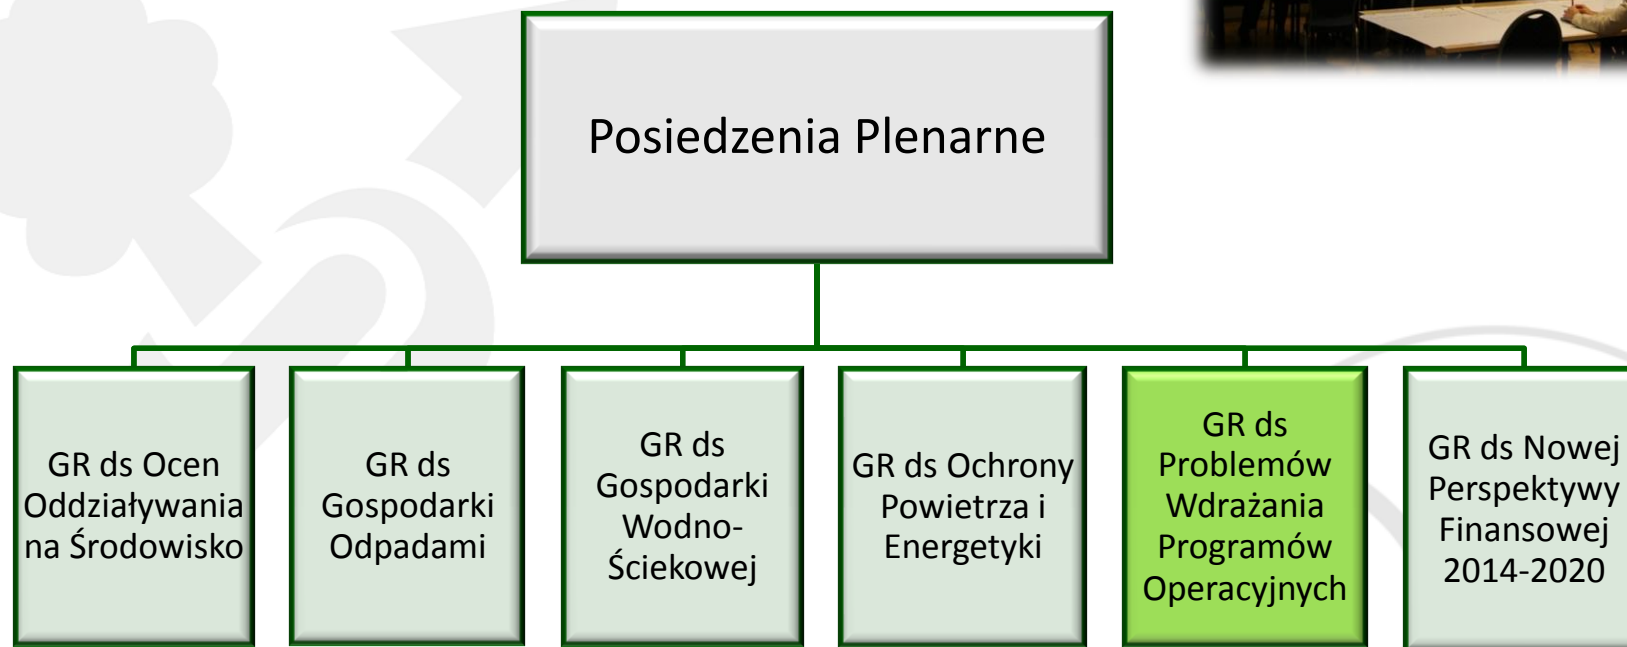 Posiedzenia Plenarne
GR ds Ocen
Oddziaływania
na Środowisko
GR ds
Gospodarki
Odpadami
GR ds
Gospodarki
Wodno-
Ściekowej
GR ds Ochrony
Powietrza i
Energetyki
GR ds
Problemów
Wdrażania
Programów
Operacyjnych
GR ds Nowej
Perspektywy
Finansowej
2014-2020